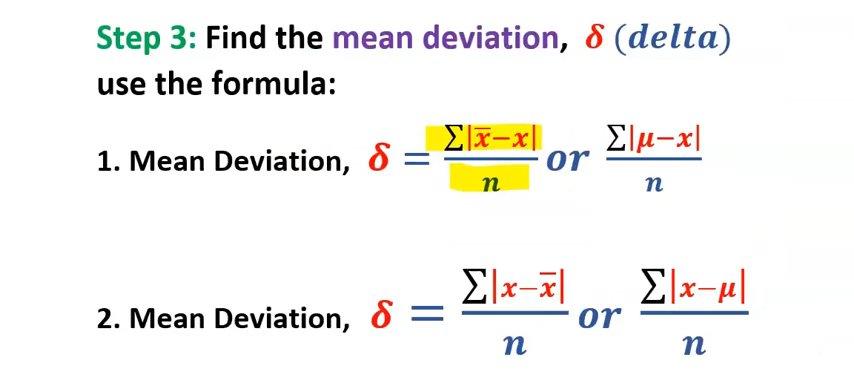 Step 3: Find the mean deviation, δ (delta)
use the formula:
1. Mean Deviation, δ = ∑|x̅−x| / n or ∑|μ−x| / n
2. Mean Deviation, δ = ∑|x−x̅| / n or ∑|x−μ| / n